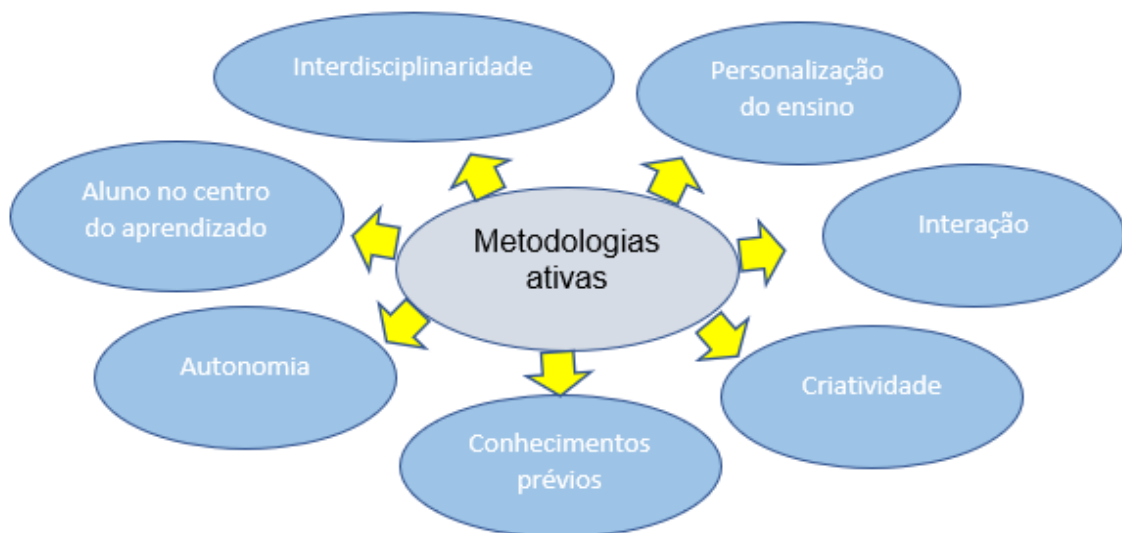 Interdisciplinaridade
Personalização
do ensino
Aluno no centro
do aprendizado
Metodologias
ativas
Interação
Autonomia
Criatividade
Conhecimentos
prévios